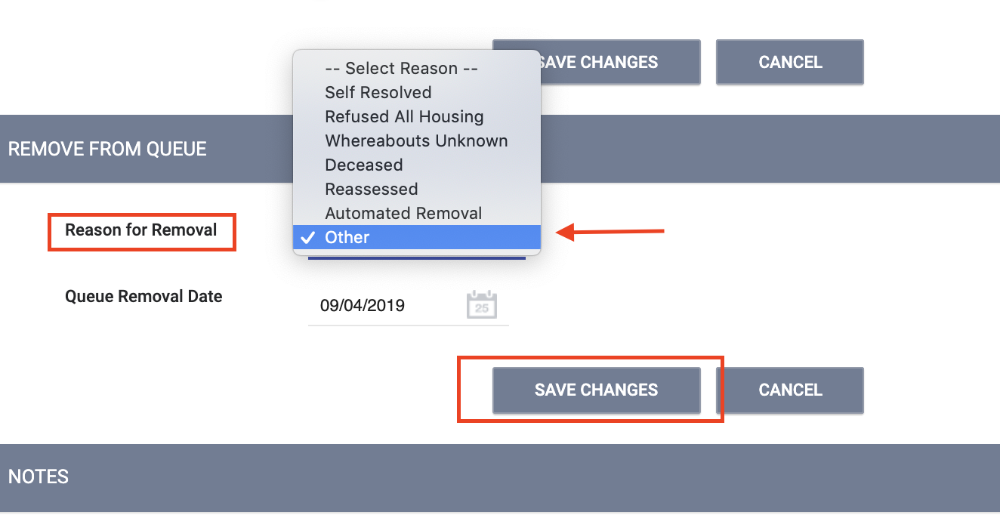 SAVE CHANGES
CANCEL
-- Select Reason --
Self Resolved
Refused All Housing
Whereabouts Unknown
Deceased
Reassessed
Automated Removal
Other
REMOVE FROM QUEUE
Reason for Removal
Queue Removal Date
09/04/2019
25
SAVE CHANGES
CANCEL
NOTES